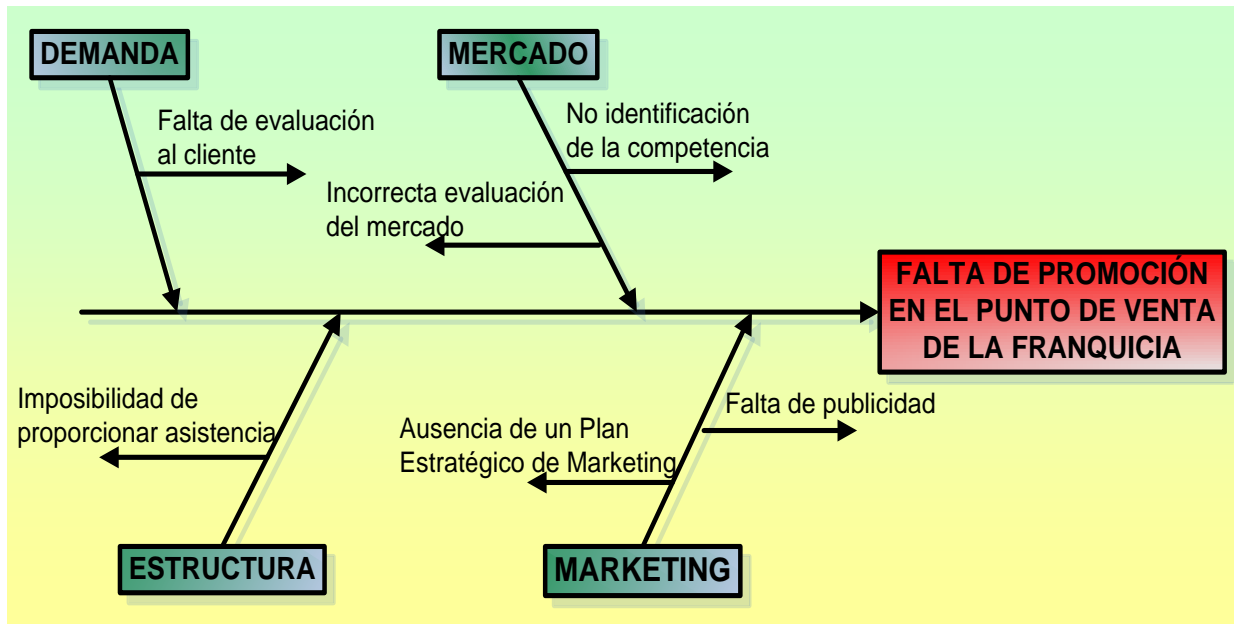 DEMANDA
MERCADO
Falta de evaluación
al cliente
No identificación
de la competencia
Incorrecta evaluación
del mercado
FALTA DE PROMOCIÓN
EN EL PUNTO DE VENTA
DE LA FRANQUICIA
Imposibilidad de
proporcionar asistencia
Ausencia de un Plan
Estratégico de Marketing
Falta de publicidad
ESTRUCTURA
MARKETING